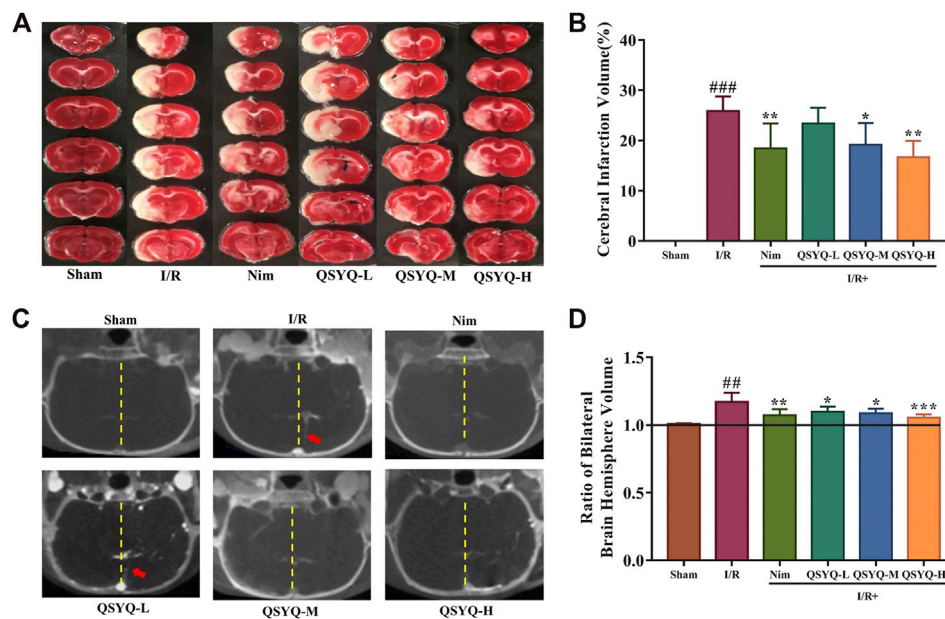 A
Sham I/R Nim QSYQ-L QSYQ-M QSYQ-H
B
Cerebral Infarction Volume(%)
40
30
20
10
0
###
**
*
**
Sham I/R Nim QSYQ-L QSYQ-M QSYQ-H
I/R+
C
Sham I/R Nim
QSYQ-L QSYQ-M QSYQ-H
D
Ratio of Bilateral
Brain Hemisphere Volume
1.5
1.0
0.5
0.0
##
**
*
*
***
Sham I/R Nim QSYQ-L QSYQ-M QSYQ-H
I/R+